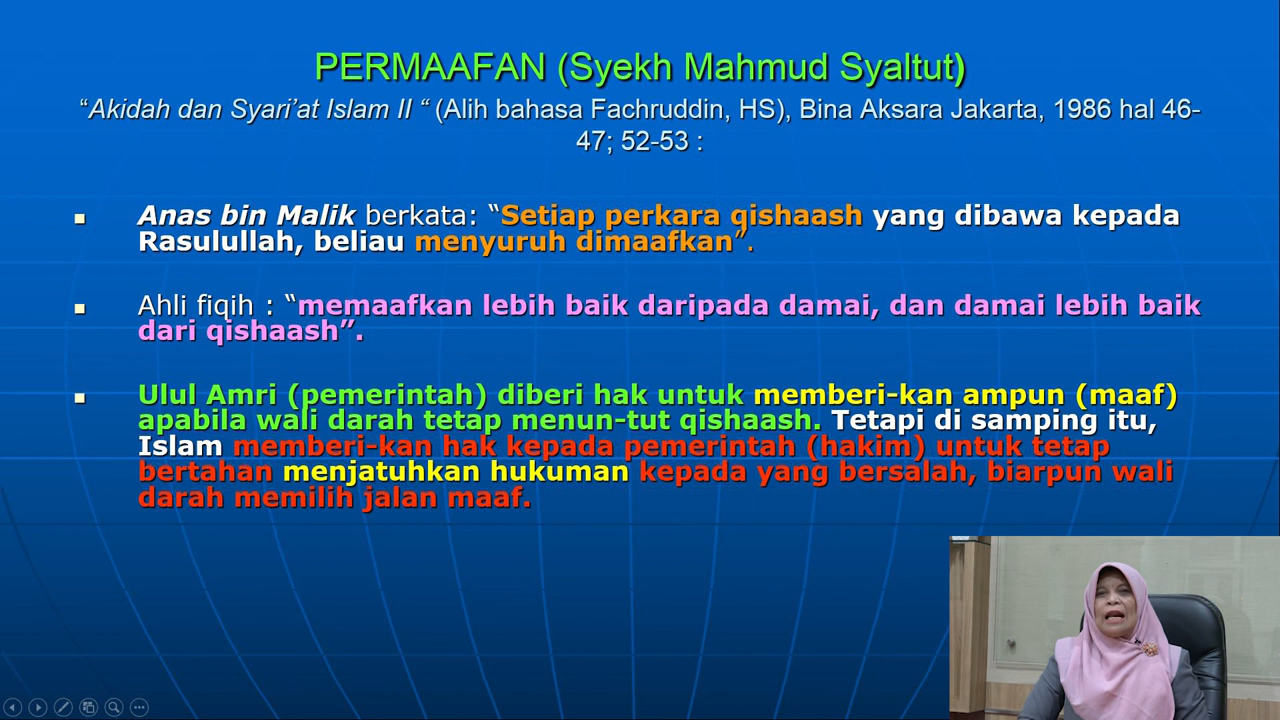 PERMAAFAN (Syekh Mahmud Syaltut)
“Akidah dan Syari’at Islam II “ (Alih bahasa Fachruddin, HS), Bina Aksara Jakarta, 1986 hal 46-
47; 52-53 :
Anas bin Malik berkata: “Setiap perkara qishaash yang dibawa kepada
Rasulullah, beliau menyuruh dimaafkan”.
Ahli fiqih : “memaafkan lebih baik daripada damai, dan damai lebih baik
dari qishaash”.
Ulul Amri (pemerintah) diberi hak untuk memberi-kan ampun (maaf)
apabila wali darah tetap menun-tut qishaash. Tetapi di samping itu,
Islam memberi-kan hak kepada pemerintah (hakim) untuk tetap
bertahan menjatuhkan hukuman kepada yang bersalah, biarpun wali
darah memilih jalan maaf.